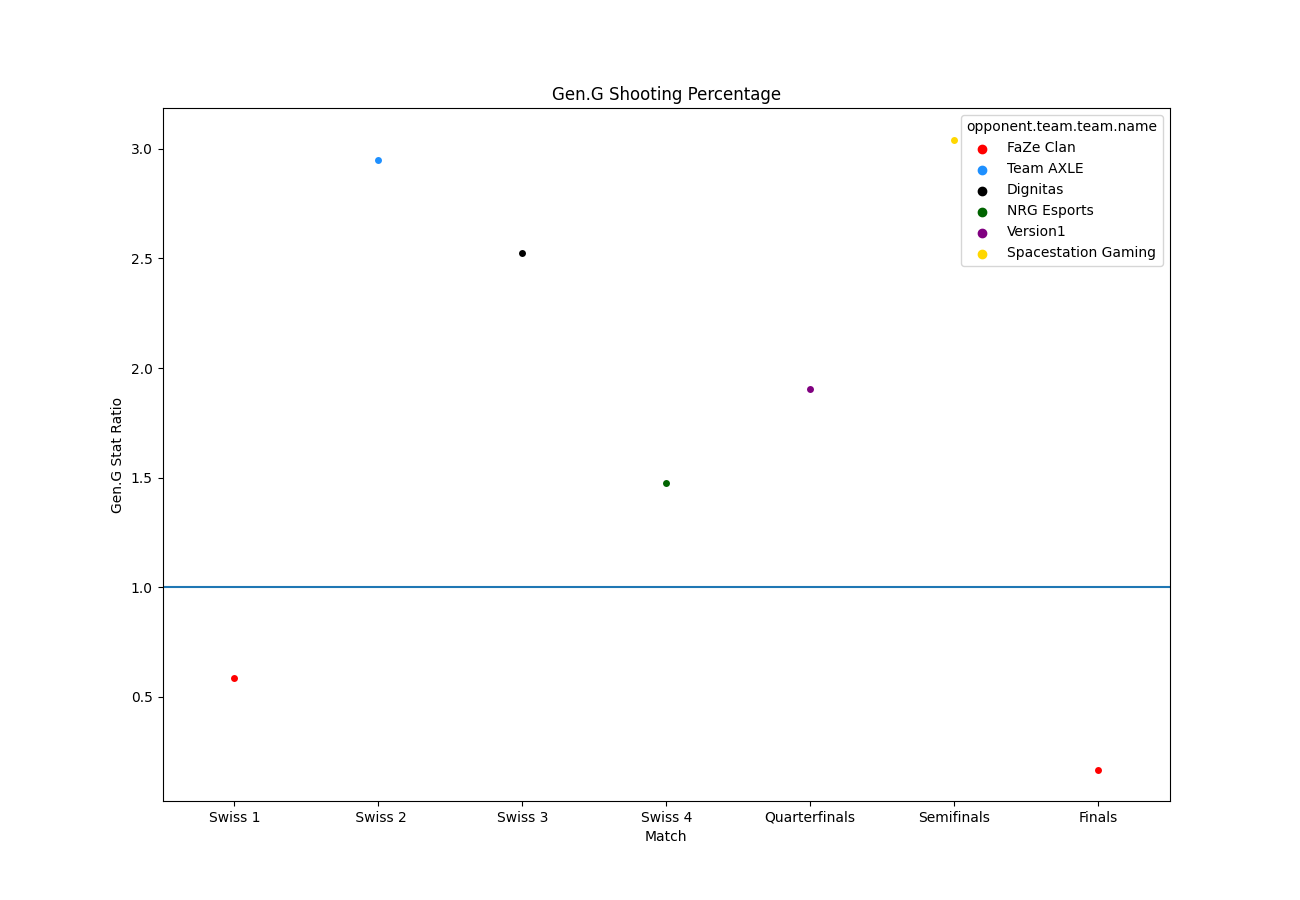 Gen.G Shooting Percentage
opponent.team.team.name
FaZe Clan
Team AXLE
Dignitas
NRG Esports
Version1
Spacestation Gaming
3.0
2.5
2.0
1.5
1.0
0.5
Gen.G Stat Ratio
Swiss 1
Swiss 2
Swiss 3
Swiss 4
Quarterfinals
Semifinals
Finals
Match